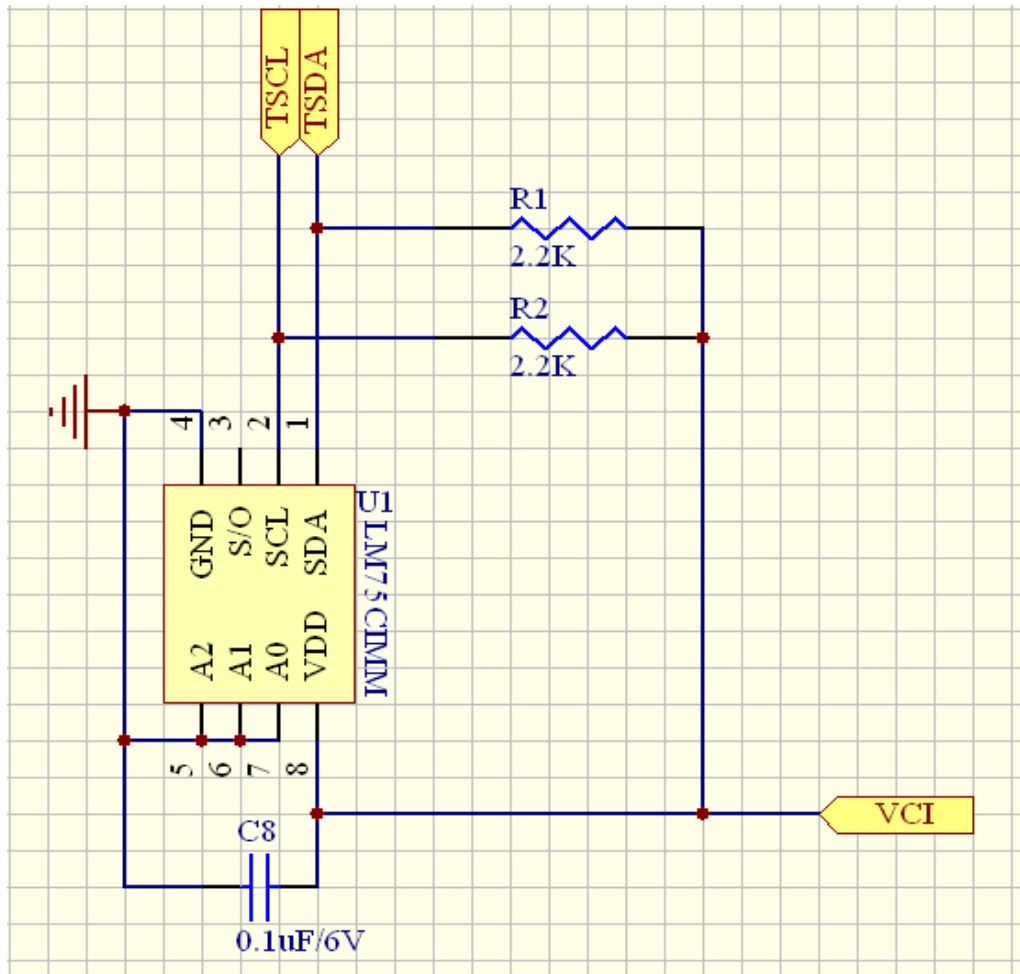 TSCL
TSDA
R1
2.2K
R2
2.2K
4
3
2
1
U1
LM75CIMM
GND
S/O
SCL
SDA
A2
A1
A0
VDD
5
6
7
8
VCI
C8
0.1uF/6V